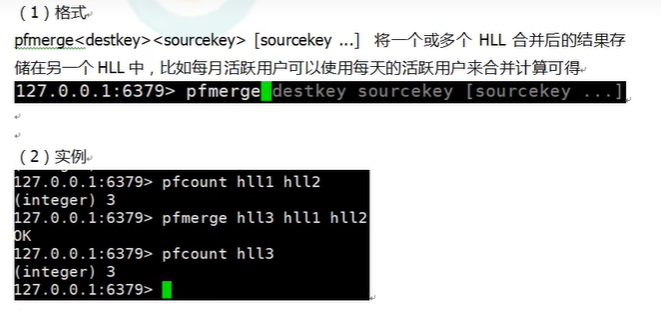 （1）格式
pfmerge<destkey><sourcekey> [sourcekey ...]  将一个或多个 HLL 合并后的结果存
储在另一个 HLL 中，比如每月活跃用户可以使用每天的活跃用户来合并计算可得
127.0.0.1:6379> pfmerge destkey sourcekey [sourcekey ...]
（2）实例
127.0.0.1:6379> pfcount hll1 hll2
(integer) 3
127.0.0.1:6379> pfmerge hll3 hll1 hll2
OK
127.0.0.1:6379> pfcount hll3
(integer) 3
127.0.0.1:6379>